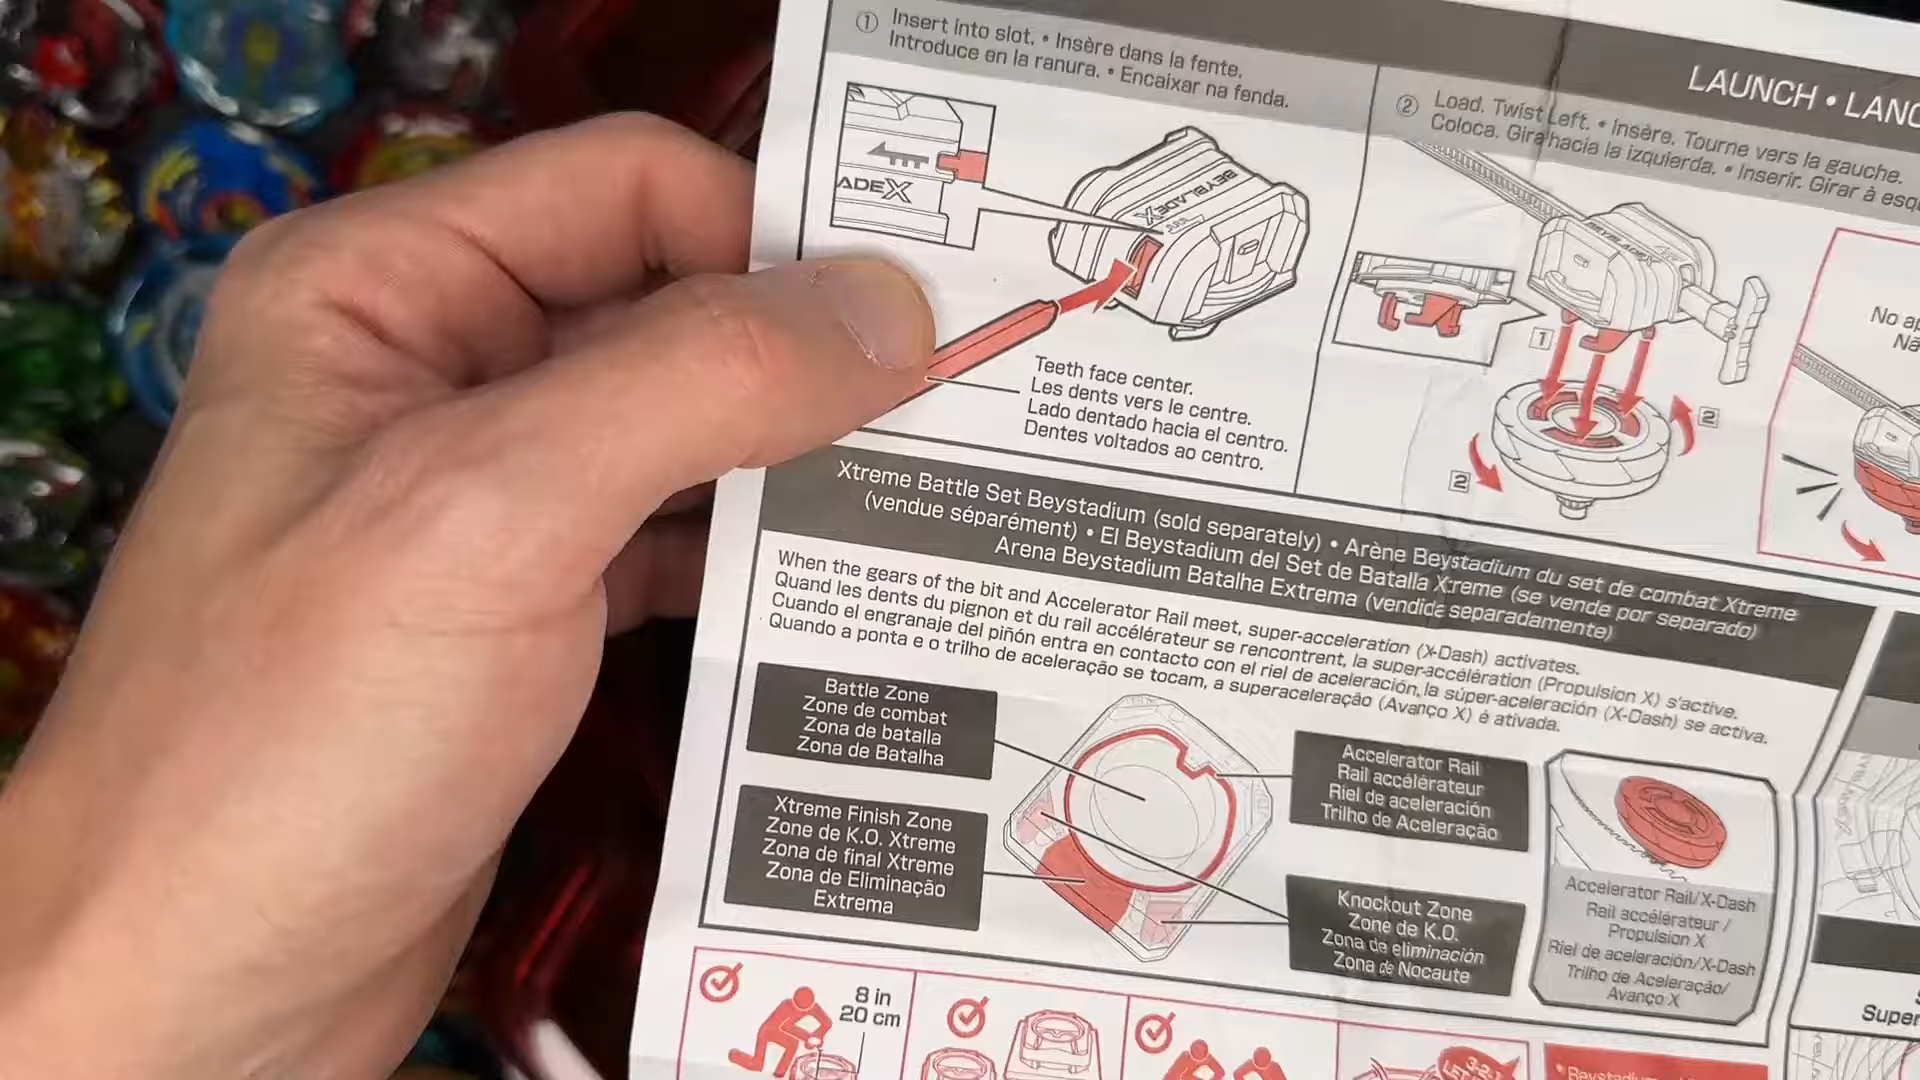 ① Insert into slot. • Insère dans la fente.
Introduce en la ranura. • Encaixar na fenda.
ADEX
BEYBLADE X
Teeth face center.
Les dents vers le centre.
Lado dentado hacia el centro.
Dentes voltados ao centro.
LAUNCH •
② Load. Twist Left. • Insère. Tourne vers la gauche.
Coloca. Gira hacia la izquierda. • Inserir. Girar à
BEYBLADE X
1
2
2
No
Xtreme Battle Set Beystadium (sold separately) • Arène Beystadium du set de combat Xtreme
(vendue séparément) • El Beystadium del Set de Batalla Xtreme (se vende por separado)
Arena Beystadium Batalha Extrema (vendida separadamente)
When the gears of the bit and Accelerator Rail meet, super-acceleration (X-Dash) activates.
Quand les dents du pignon et du rail accélérateur se rencontrent, la super-accélération (Propulsion X) s'active.
Cuando el engranaje del piñón entra en contacto con el riel de aceleración, la súper-aceleración (X-Dash) se activa.
Quando a ponta e o trilho de aceleração se tocam, a superaceleração (Avanço X) é ativada.
Battle Zone
Zone de combat
Zona de batalla
Zona de Batalha
Xtreme Finish Zone
Zone de K.O. Xtreme
Zona de final Xtreme
Zona de Eliminação
Extrema
Accelerator Rail
Rail accélérateur
Riel de aceleración
Trilho de Aceleração
Knockout Zone
Zone de K.O.
Zona de eliminación
Zona de Nocaute
Accelerator Rail/X-Dash
Rail accélérateur /
Propulsion X
Riel de aceleración/X-Dash
Trilho de Aceleração/
Avanço X
8 in
20 cm
3-2-1
Super